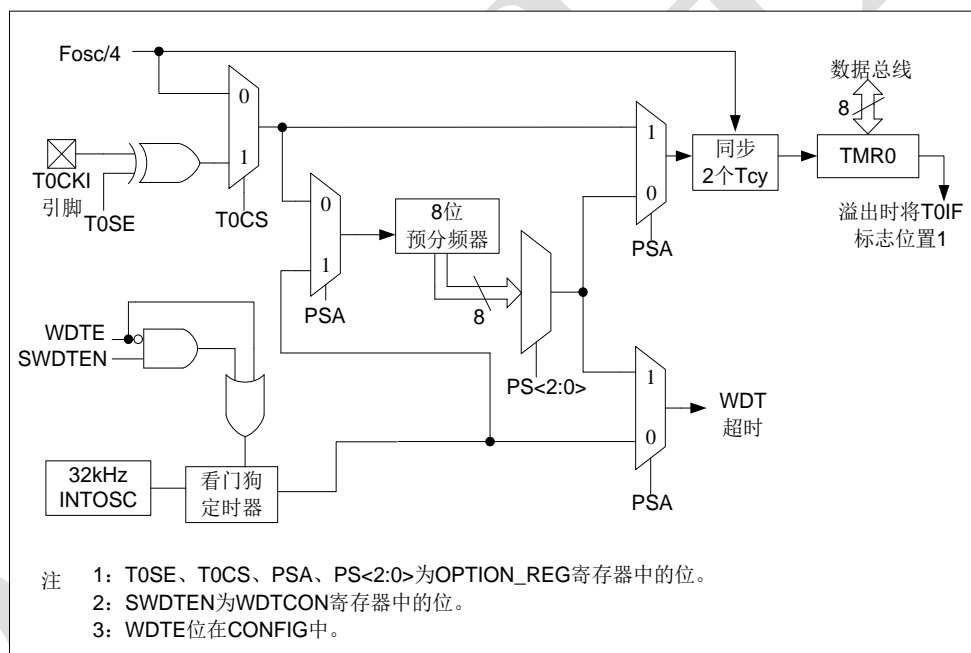 Fosc/4
数据总线
8
0
1
T0CKI
引脚
T0SE
T0CS
0
1
PSA
8位
预分频器
8
PS<2:0>
1
0
PSA
同步
2个Tcy
TMR0
溢出时将T0IF
标志位置1
WDTE
SWDTEN
32kHz
INTOSC
看门狗
定时器
1
0
PSA
WDT
超时
注 1：T0SE、T0CS、PSA、PS<2:0>为OPTION_REG寄存器中的位。
2：SWDTEN为WDTCON寄存器中的位。
3：WDTE位在CONFIG中。